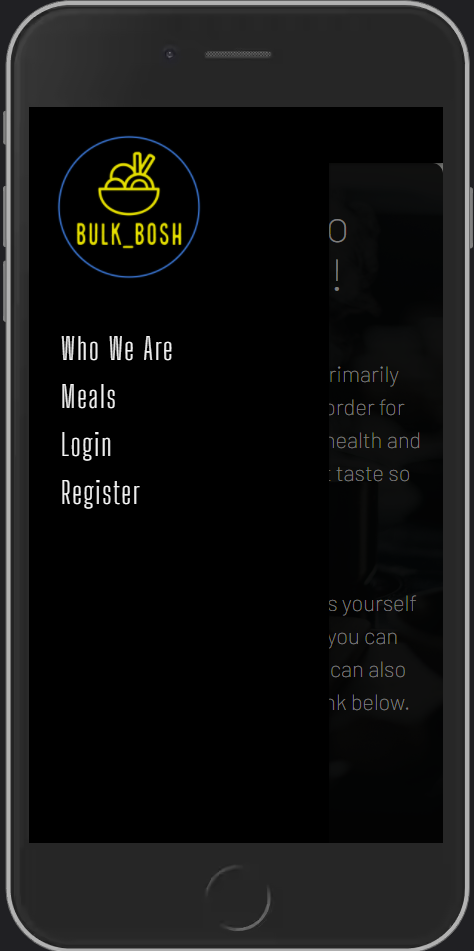 BULK_BOSH
O
!
Who We Are
Meals
Login
Register
rimarily
order for
health and
t taste so
s yourself
you can
can also
nk below.